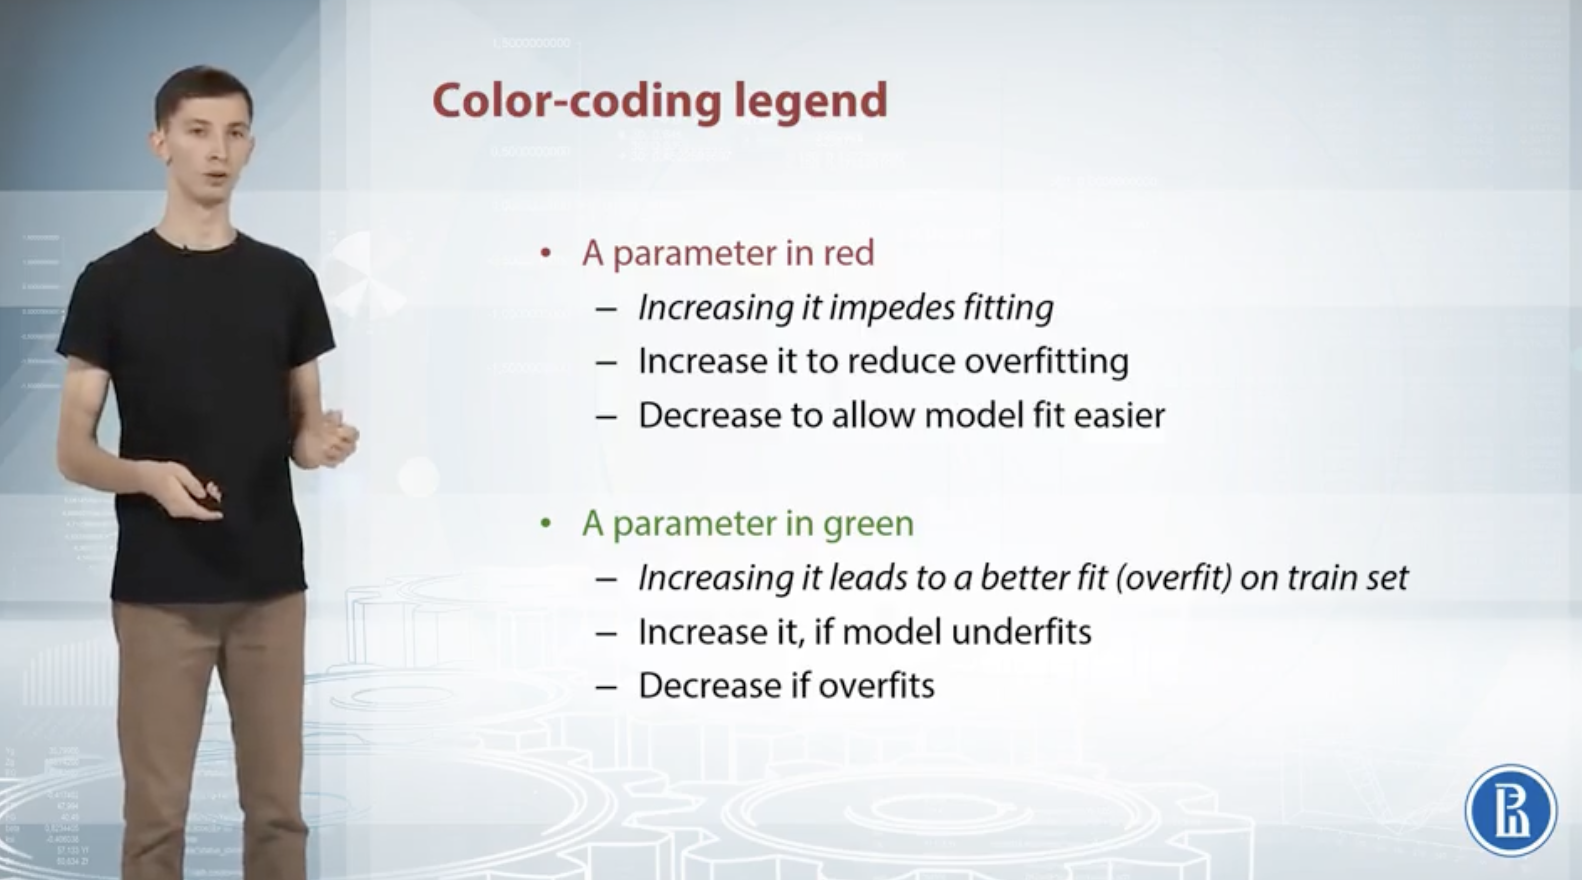 Color-coding legend
• A parameter in red
– Increasing it impedes fitting
– Increase it to reduce overfitting
– Decrease to allow model fit easier
• A parameter in green
– Increasing it leads to a better fit (overfit) on train set
– Increase it, if model underfits
– Decrease if overfits